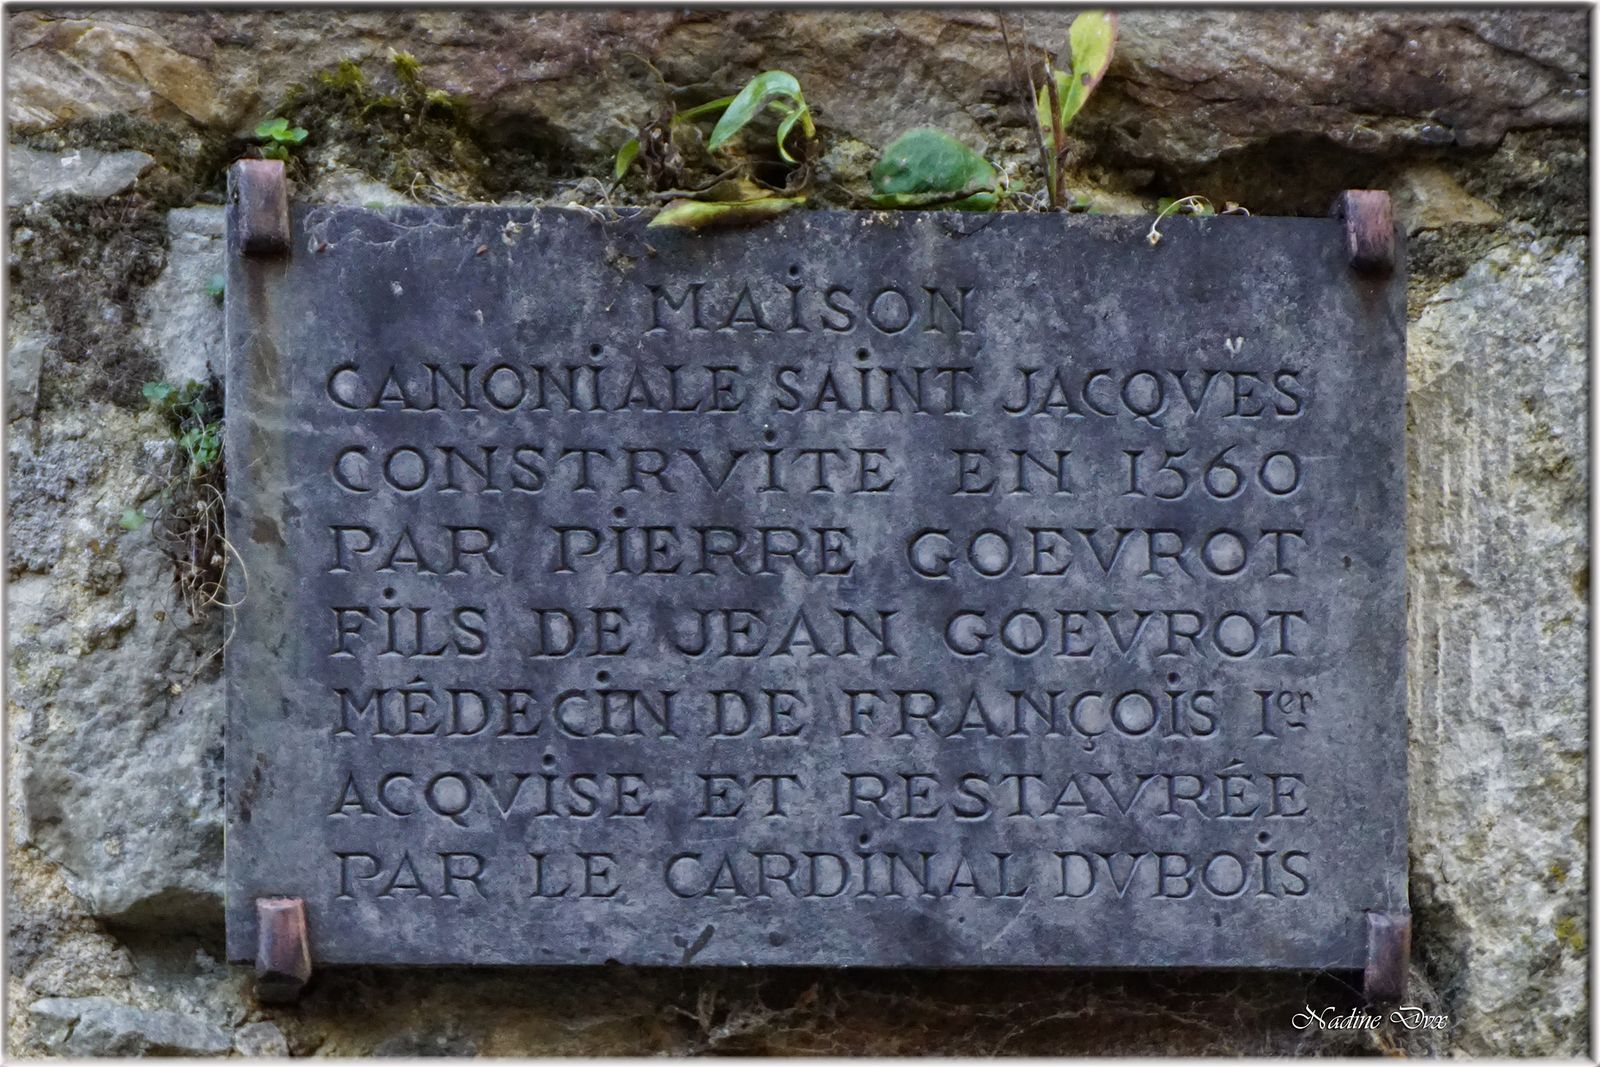 MAiSON
CANONiALE SAiNT JACQVES
CONSTRViTE EN 1560
PAR PiERRE GOEVROT
FiLS DE JEAN GOEVROT
MÉDECiN DE FRANÇOiS Ier
ACQViSE ET RESTAVRÉE
PAR LE CARDiNAL DVBOiS
Nadine Dvx